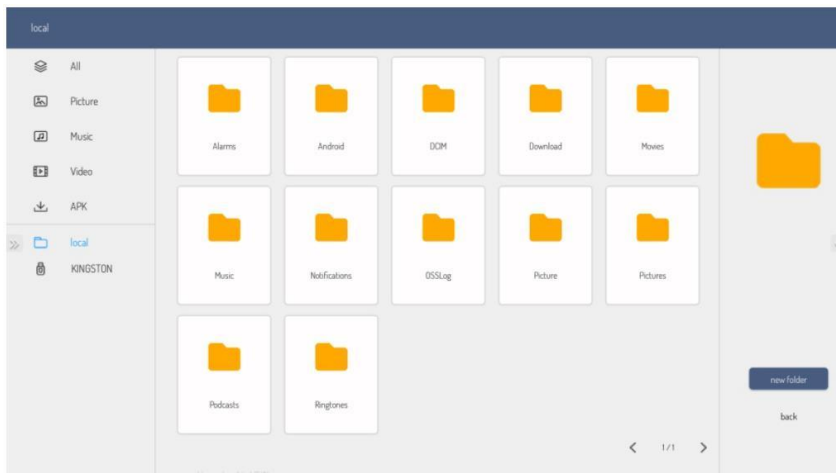 local
All
Picture
Music
Video
APK
local
KINGSTON
Alarms
Android
DCIM
Download
Movies
Music
Notifications
OSSLog
Picture
Pictures
Podcasts
Ringtones
1/1
new folder
back